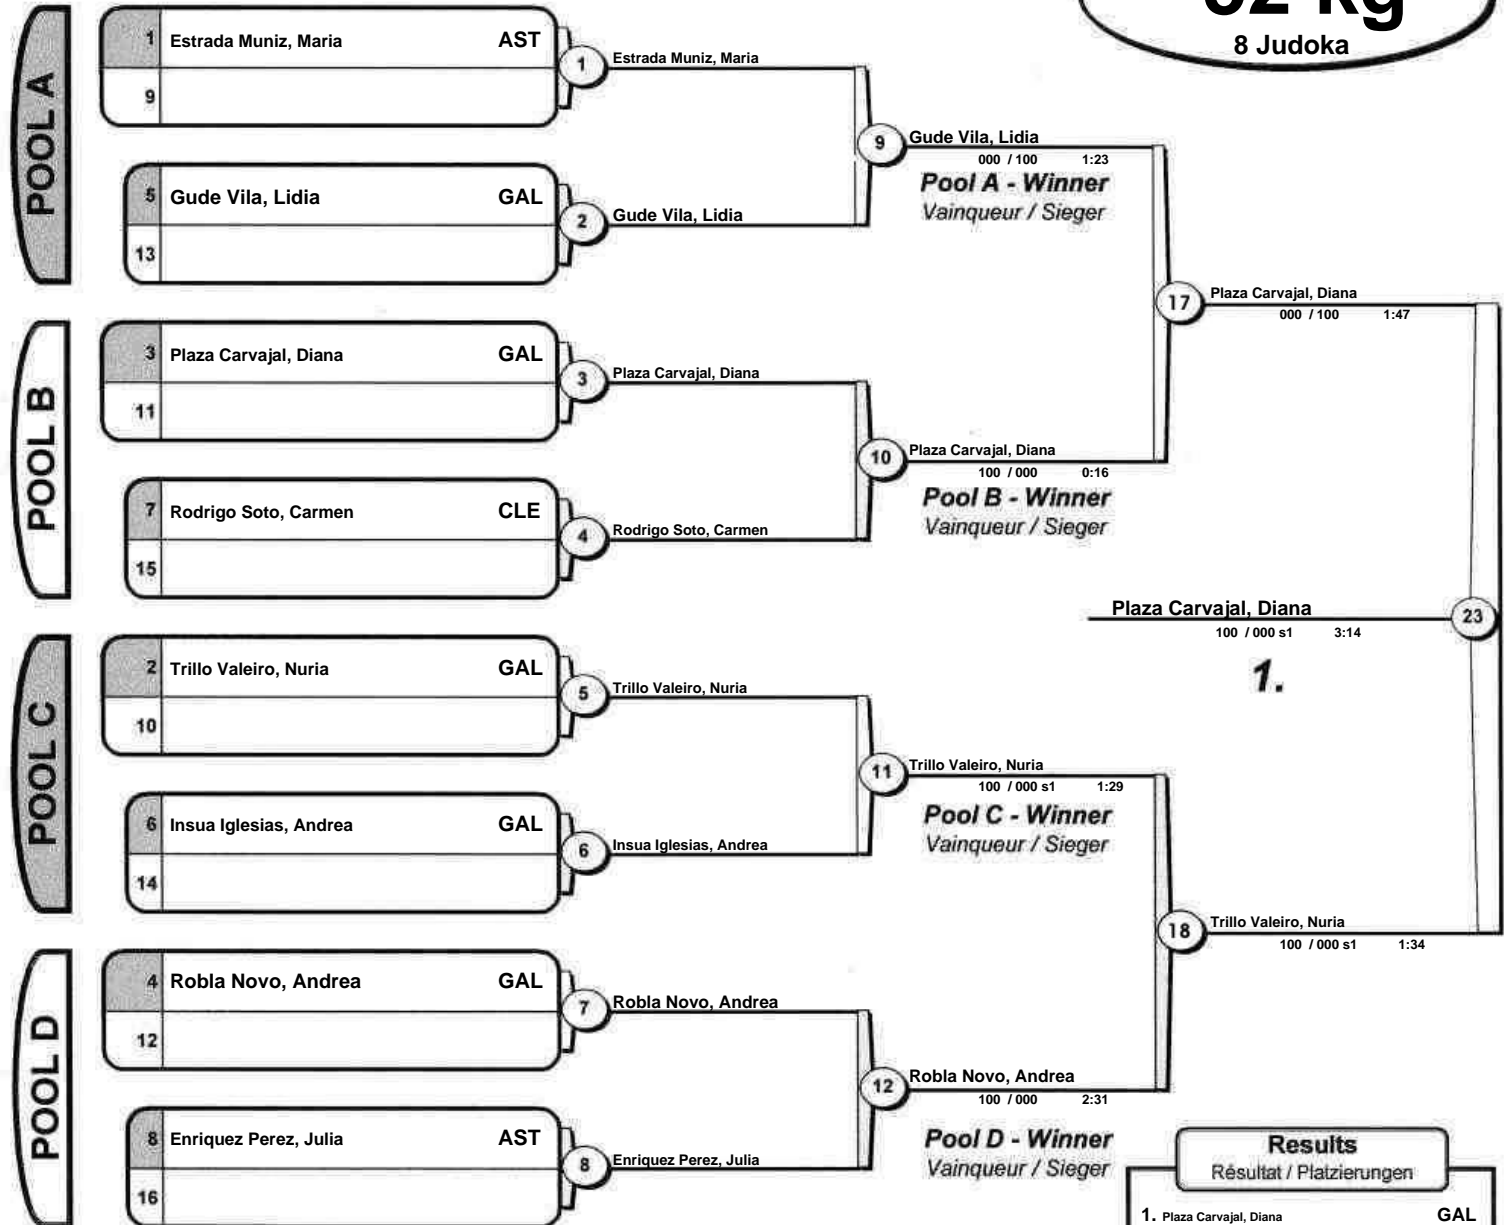 52 kg
8 Judoka
POOL A
1 Estrada Muniz, Maria AST
9
1 Estrada Muniz, Maria
5 Gude Vila, Lidia GAL
13
2 Gude Vila, Lidia
9 Gude Vila, Lidia
000 / 100 1:23
Pool A - Winner
Vainqueur / Sieger
POOL B
3 Plaza Carvajal, Diana GAL
11
3 Plaza Carvajal, Diana
7 Rodrigo Soto, Carmen CLE
15
4 Rodrigo Soto, Carmen
10 Plaza Carvajal, Diana
100 / 000 0:16
Pool B - Winner
Vainqueur / Sieger
17 Plaza Carvajal, Diana
000 / 100 1:47
Plaza Carvajal, Diana 23
100 / 000 s1 3:14
1.
POOL C
2 Trillo Valeiro, Nuria GAL
10
5 Trillo Valeiro, Nuria
6 Insua Iglesias, Andrea GAL
14
6 Insua Iglesias, Andrea
11 Trillo Valeiro, Nuria
100 / 000 s1 1:29
Pool C - Winner
Vainqueur / Sieger
18 Trillo Valeiro, Nuria
100 / 000 s1 1:34
POOL D
4 Robla Novo, Andrea GAL
12
7 Robla Novo, Andrea
8 Enriquez Perez, Julia AST
16
8 Enriquez Perez, Julia
12 Robla Novo, Andrea
100 / 000 2:31
Pool D - Winner
Vainqueur / Sieger
Results
Résultat / Platzierungen
1. Plaza Carvajal, Diana GAL